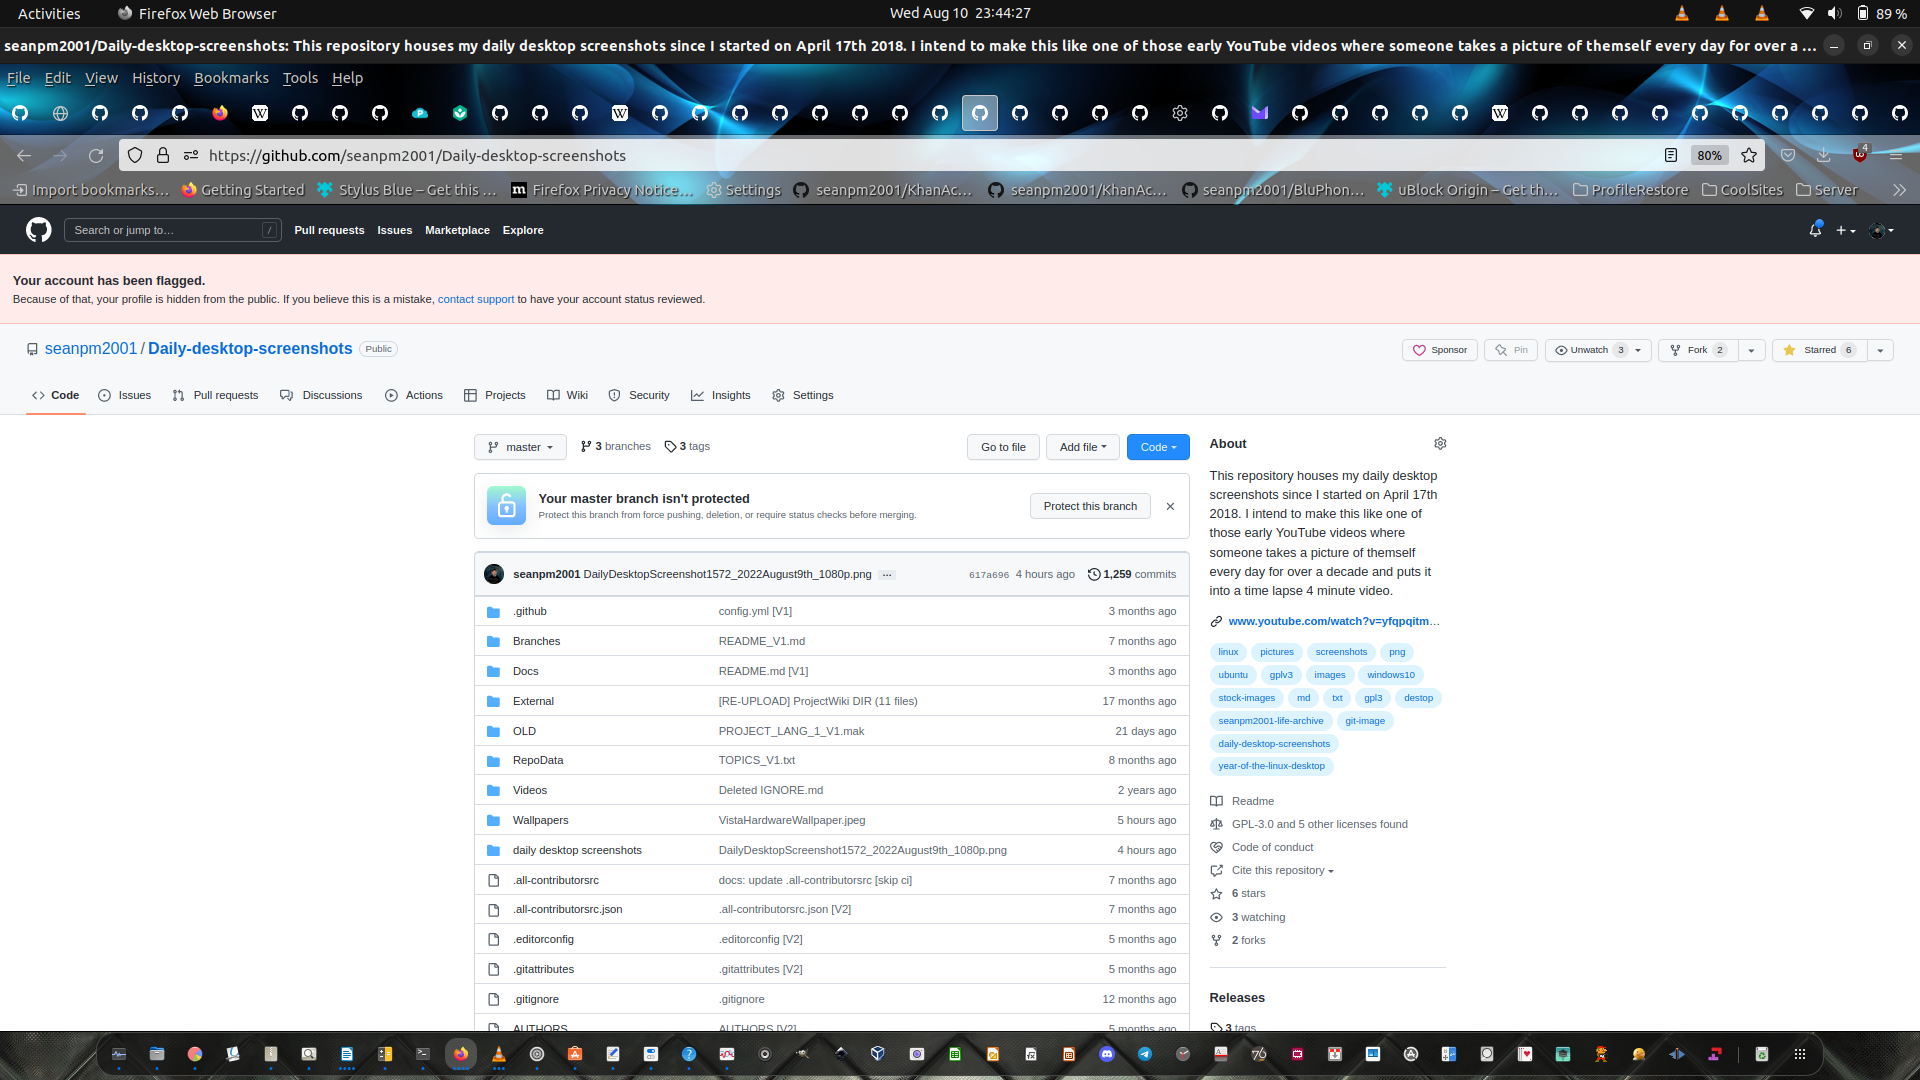 Activities Firefox Web Browser Wed Aug 10 23:44:27 89 %
seanpm2001/Daily-desktop-screenshots: This repository houses my daily desktop screenshots since I started on April 17th 2018. I intend to make this like one of those early YouTube videos where someone takes a picture of themself every day for over a …
File Edit View History Bookmarks Tools Help
https://github.com/seanpm2001/Daily-desktop-screenshots 80% 4
Import bookmarks… Getting Started Stylus Blue – Get this … Firefox Privacy Notice… Settings seanpm2001/KhanAc… seanpm2001/KhanAc… seanpm2001/BluPhon… uBlock Origin – Get th… ProfileRestore CoolSites Server
Search or jump to… / Pull requests Issues Marketplace Explore
Your account has been flagged.
Because of that, your profile is hidden from the public. If you believe this is a mistake, contact support to have your account status reviewed.
seanpm2001 / Daily-desktop-screenshots Public Sponsor Pin Unwatch 3 Fork 2 Starred 6
Code Issues Pull requests Discussions Actions Projects Wiki Security Insights Settings
master 3 branches 3 tags Go to file Add file Code
Your master branch isn't protected
Protect this branch from force pushing, deletion, or require status checks before merging.
Protect this branch
seanpm2001 DailyDesktopScreenshot1572_2022August9th_1080p.png … 617a696 4 hours ago 1,259 commits
.github config.yml [V1] 3 months ago
Branches README_V1.md 7 months ago
Docs README.md [V1] 3 months ago
External [RE-UPLOAD] ProjectWiki DIR (11 files) 17 months ago
OLD PROJECT_LANG_1_V1.mak 21 days ago
RepoData TOPICS_V1.txt 8 months ago
Videos Deleted IGNORE.md 2 years ago
Wallpapers VistaHardwareWallpaper.jpeg 5 hours ago
daily desktop screenshots DailyDesktopScreenshot1572_2022August9th_1080p.png 4 hours ago
.all-contributorsrc docs: update .all-contributorsrc [skip ci] 7 months ago
.all-contributorsrc.json .all-contributorsrc.json [V2] 7 months ago
.editorconfig .editorconfig [V2] 5 months ago
.gitattributes .gitattributes [V2] 5 months ago
.gitignore .gitignore 12 months ago
AUTHORS AUTHORS [V2] 5 months ago
About
This repository houses my daily desktop
screenshots since I started on April 17th
2018. I intend to make this like one of
those early YouTube videos where
someone takes a picture of themself
every day for over a decade and puts it
into a time lapse 4 minute video.
www.youtube.com/watch?v=yfqpqitm…
linux pictures screenshots png
ubuntu gplv3 images windows10
stock-images md txt gpl3 destop
seanpm2001-life-archive git-image
daily-desktop-screenshots
year-of-the-linux-desktop
Readme
GPL-3.0 and 5 other licenses found
Code of conduct
Cite this repository
6 stars
3 watching
2 forks
Releases
3 tags